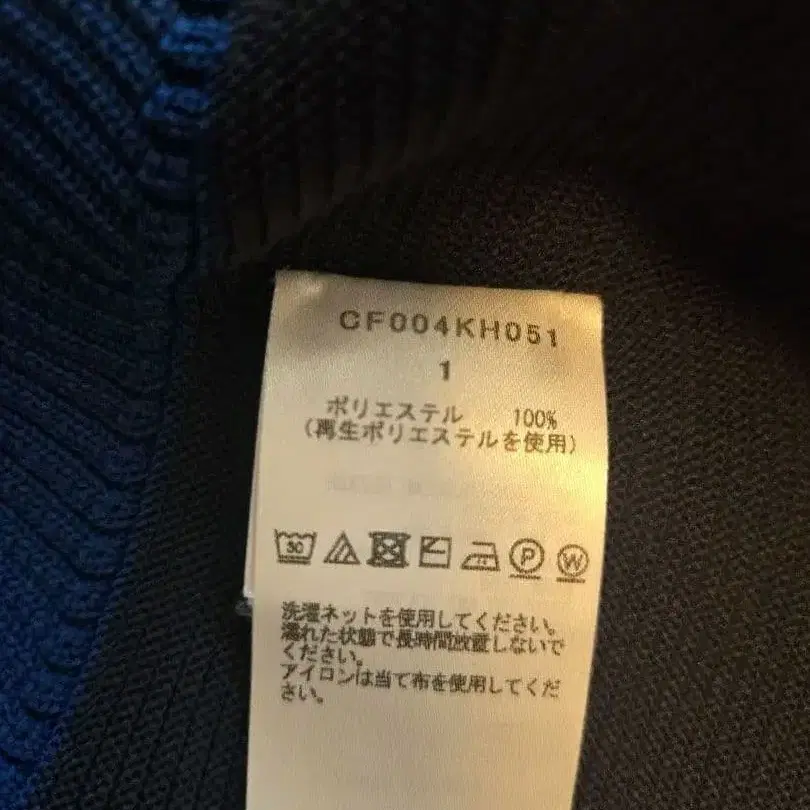 CF004KH051
1
ポリエステル 100%
(再生ポリエステルを使用)
30 P W
洗濯ネットを使用してください。
濡れた状態で長時間放置しないで
ください。
アイロンは当て布を使用してくだ
さい。